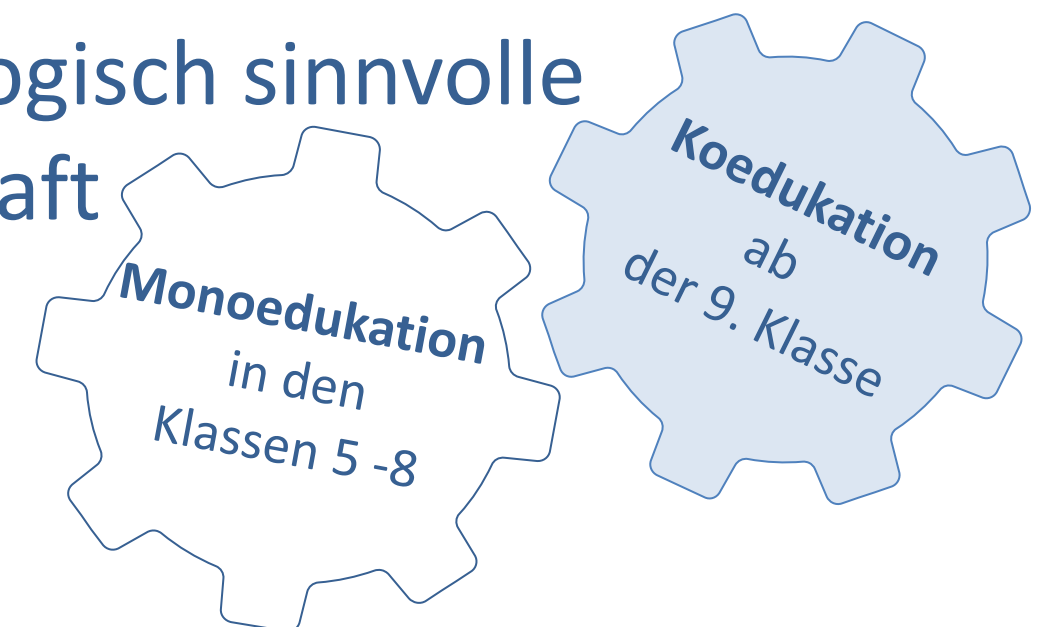 ogisch sinnvolle
aft
Monoedukation
in den
Klassen 5 -8
Koedukation
ab
der 9. Klasse